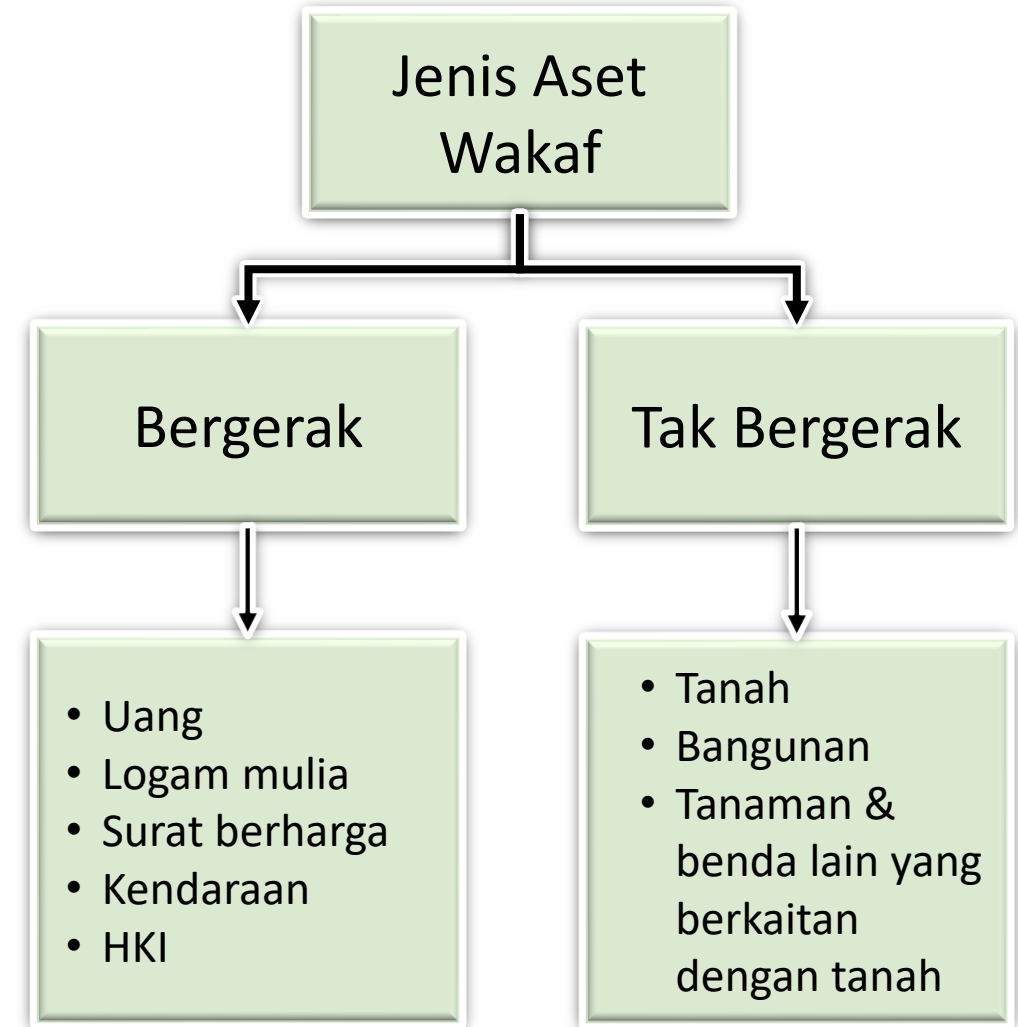 Jenis Aset
Wakaf
Bergerak
Tak Bergerak
• Uang
• Logam mulia
• Surat berharga
• Kendaraan
• HKI
• Tanah
• Bangunan
• Tanaman &
benda lain yang
berkaitan
dengan tanah